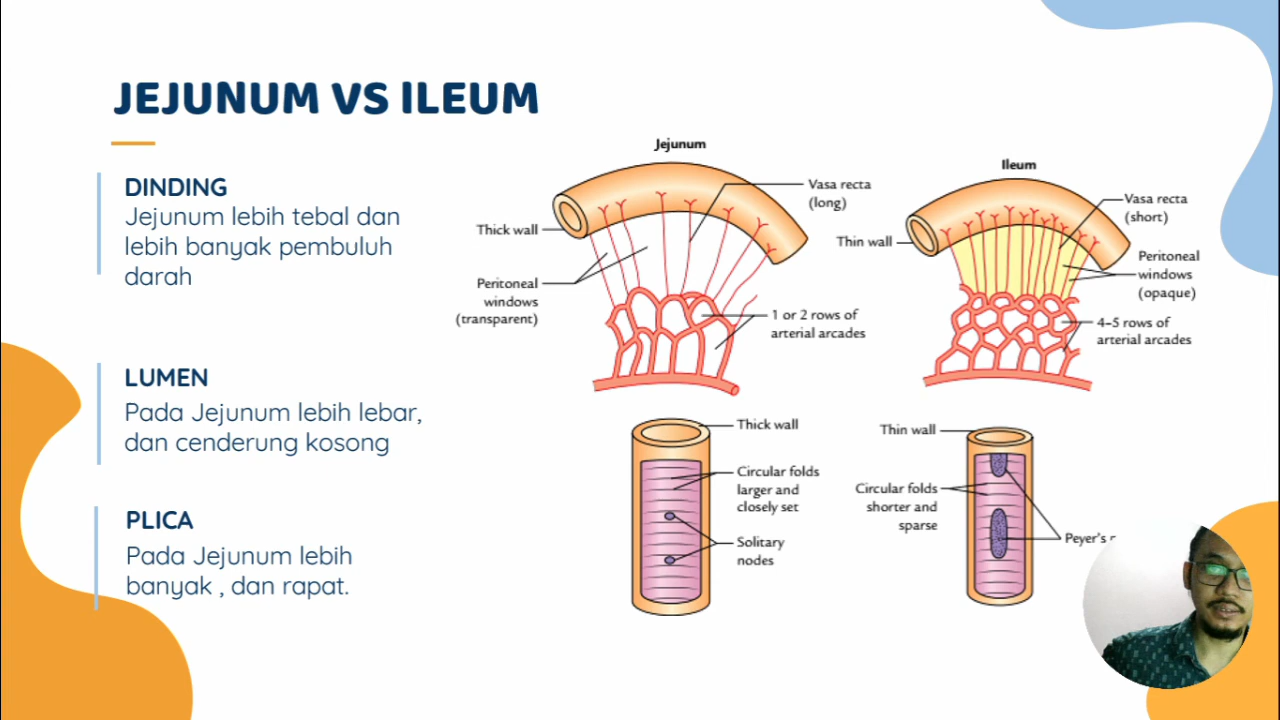 JEJUNUM VS ILEUM
DINDING
Jejunum lebih tebal dan
lebih banyak pembuluh
darah
LUMEN
Pada Jejunum lebih lebar,
dan cenderung kosong
PLICA
Pada Jejunum lebih
banyak , dan rapat.
Jejunum
Vasa recta
(long)
Thick wall
Peritoneal
windows
(transparent)
1 or 2 rows of
arterial arcades
Ileum
Vasa recta
(short)
Thin wall
Peritoneal
windows
(opaque)
4–5 rows of
arterial arcades
Thick wall
Circular folds
larger and
closely set
Solitary
nodes
Thin wall
Circular folds
shorter and
sparse
Peyer's